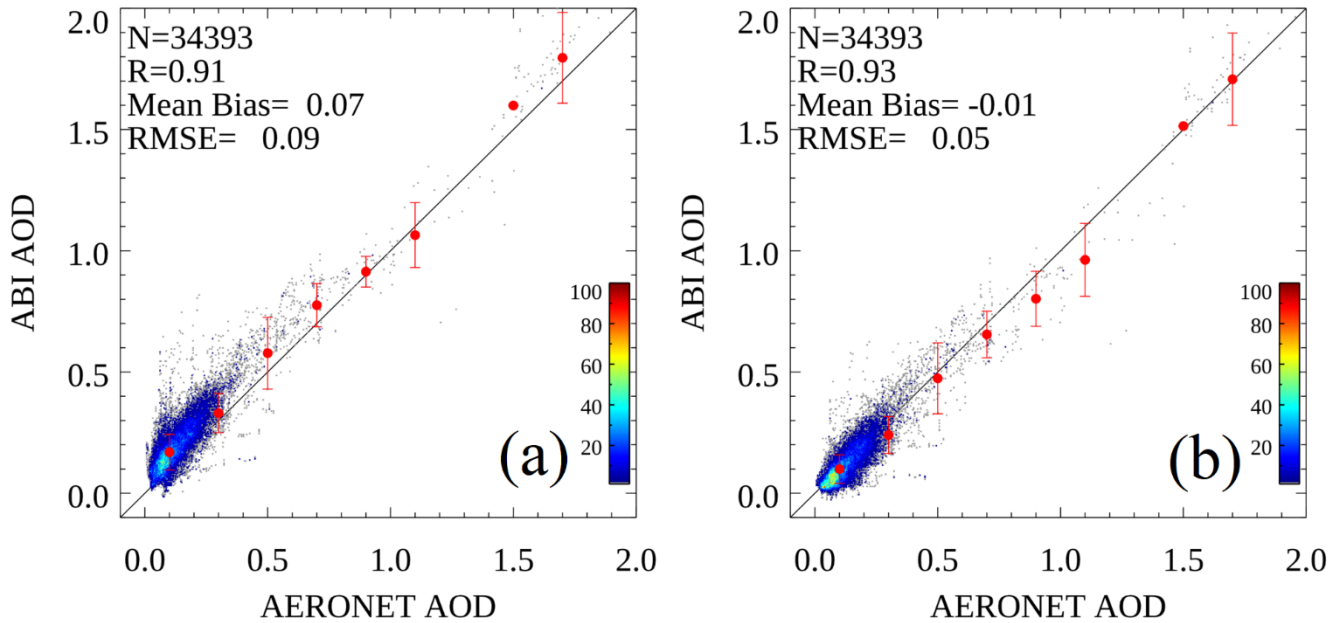 2.0
N=34393
R=0.91
Mean Bias= 0.07
RMSE= 0.09
1.5
1.0
0.5
0.0
ABI AOD
100
80
60
40
20
(a)
0.0 0.5 1.0 1.5 2.0
AERONET AOD
2.0
N=34393
R=0.93
Mean Bias= -0.01
RMSE= 0.05
1.5
1.0
0.5
0.0
ABI AOD
100
80
60
40
20
(b)
0.0 0.5 1.0 1.5 2.0
AERONET AOD